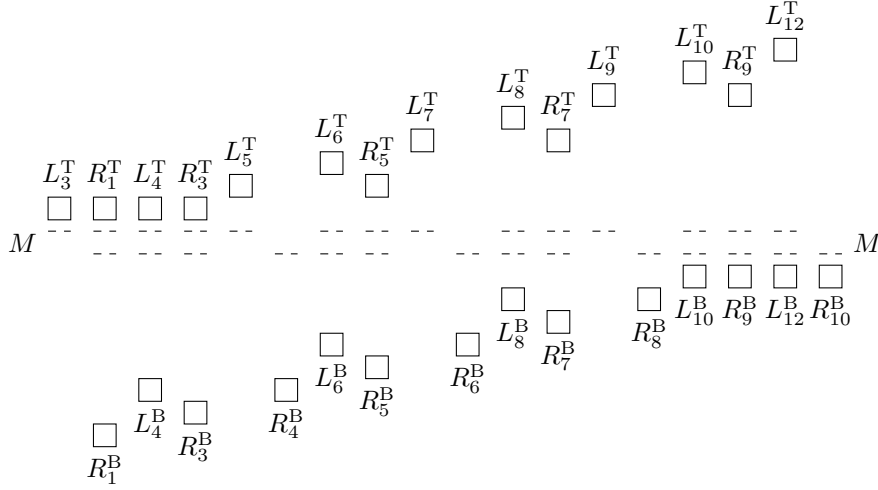 L_{12}^T
L_{10}^T R_9^T
L_8^T L_9^T
L_7^T R_7^T
L_6^T R_5^T
L_3^T R_1^T L_4^T R_3^T L_5^T
M M
L_{10}^B R_9^B L_{12}^B R_{10}^B
L_8^B R_7^B R_8^B
L_6^B R_5^B R_6^B
L_4^B R_3^B R_4^B
R_1^B